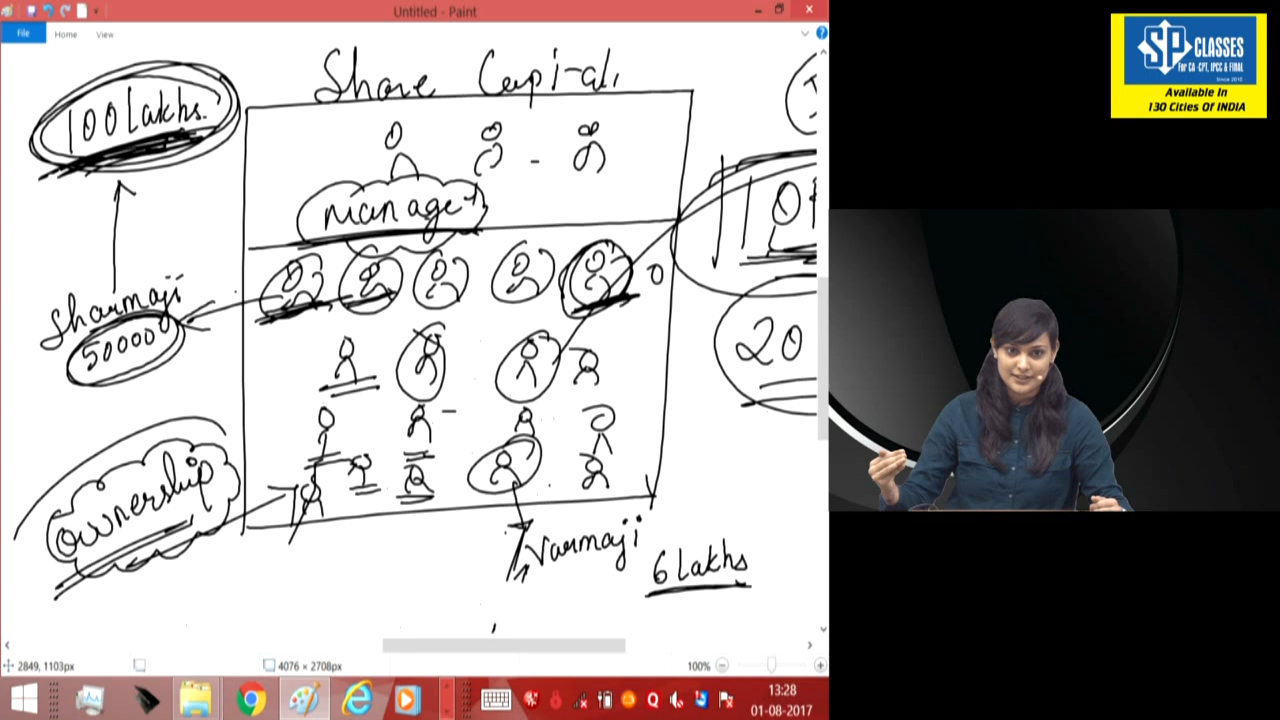 Untitled - Paint
File Home View
Share Capital
100 Lakhs.
Managet
Sharmaji
50000
Ownership
Varmaji
6 Lakhs
10
20
SP CLASSES
For CA-CPT, IPCC & FINAL
Since 2010
Available In
130 Cities Of INDIA
2849, 1103px
4076 × 2708px
100%
13:28
01-08-2017